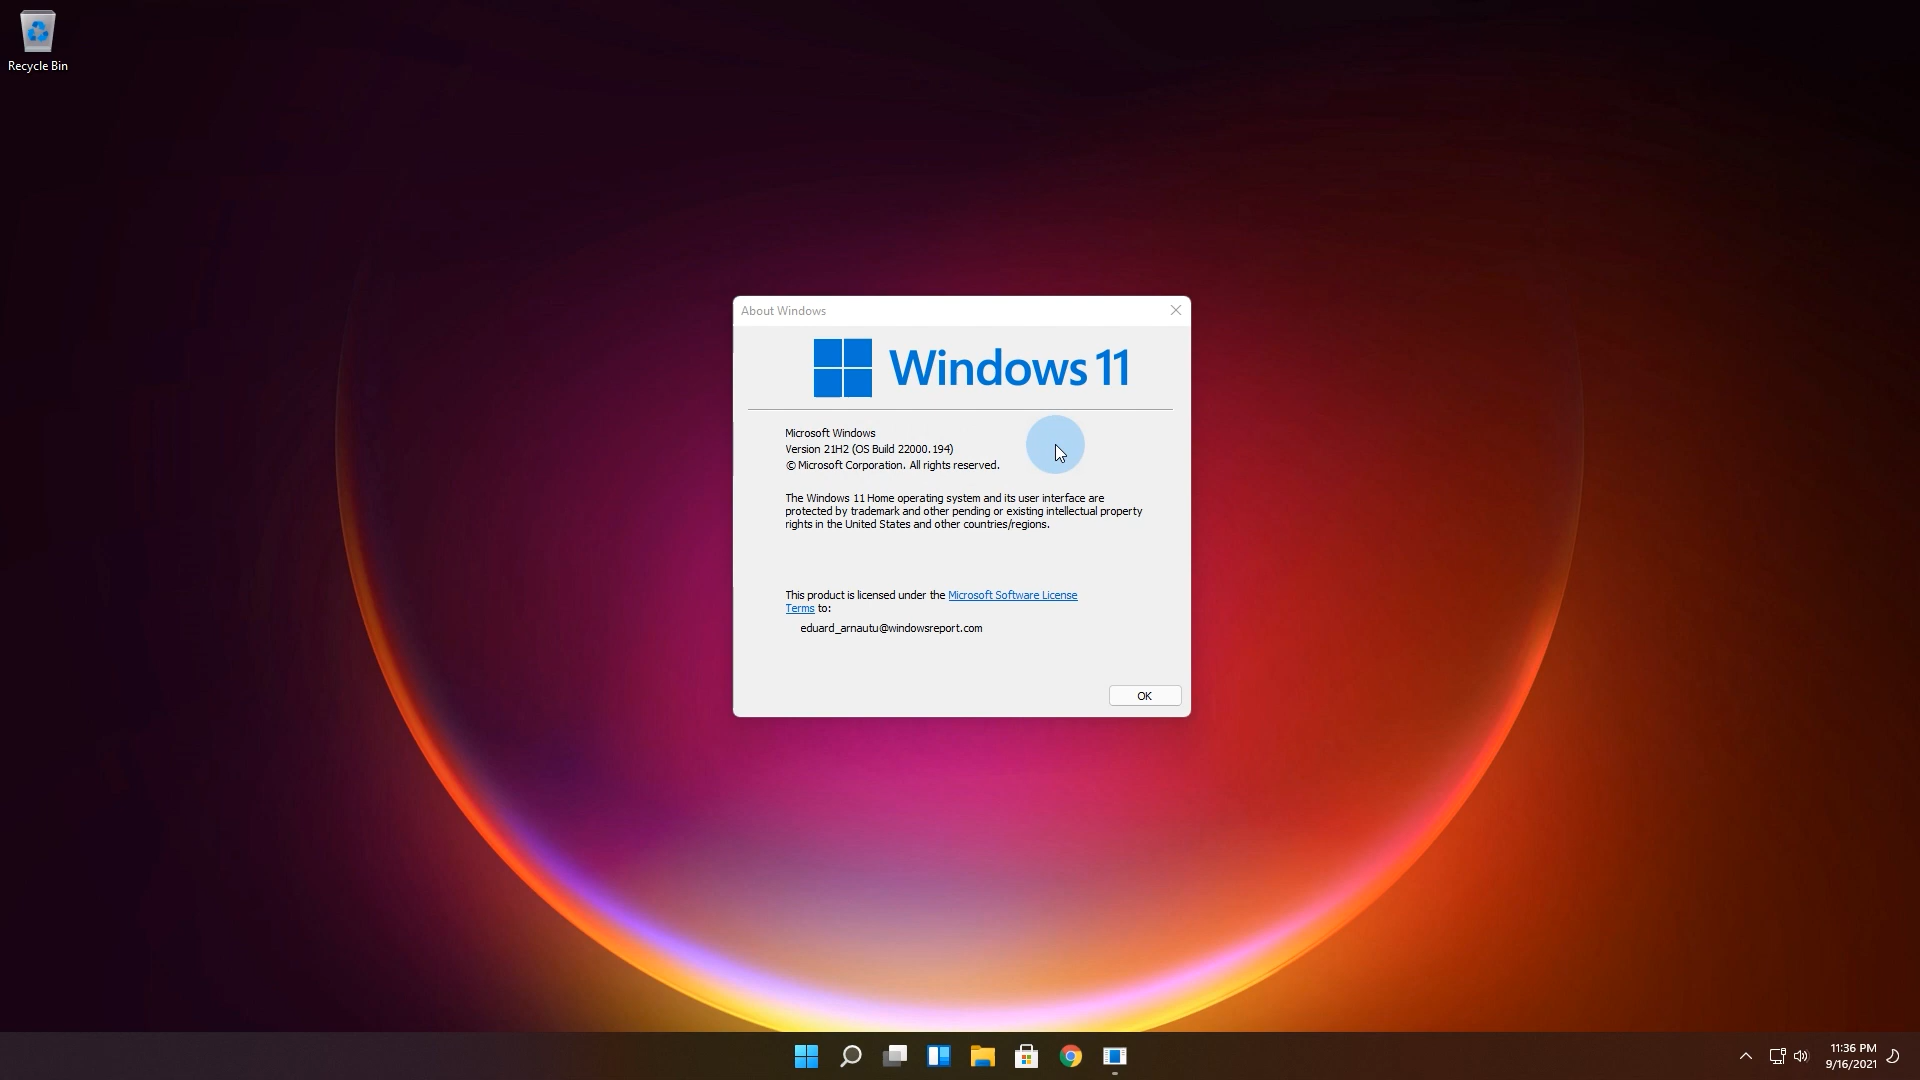 Recycle Bin
About Windows
Windows 11
Microsoft Windows
Version 21H2 (OS Build 22000.194)
© Microsoft Corporation. All rights reserved.
The Windows 11 Home operating system and its user interface are
protected by trademark and other pending or existing intellectual property
rights in the United States and other countries/regions.
This product is licensed under the Microsoft Software License
Terms to:
eduard_arnautu@windowsreport.com
OK
11:36 PM
9/16/2021